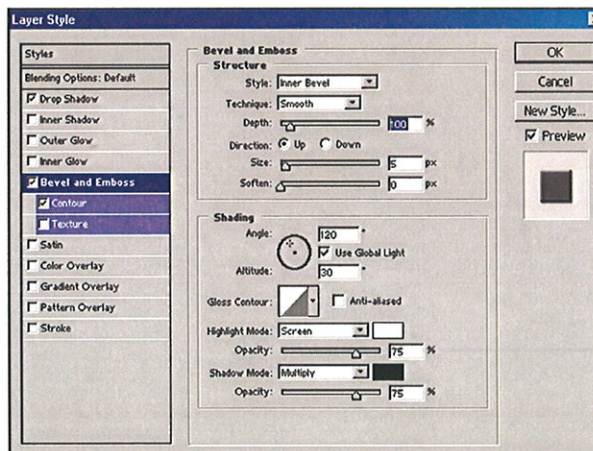 Layer Style
Styles
Blending Options: Default
Drop Shadow
Inner Shadow
Outer Glow
Inner Glow
Bevel and Emboss
Contour
Texture
Satin
Color Overlay
Gradient Overlay
Pattern Overlay
Stroke
Bevel and Emboss
Structure
Style: Inner Bevel
Technique: Smooth
Depth: 100 %
Direction: Up Down
Size: 5 px
Soften: 0 px
Shading
Angle: 120 °
Use Global Light
Altitude: 30 °
Gloss Contour: Anti-aliased
Highlight Mode: Screen
Opacity: 75 %
Shadow Mode: Multiply
Opacity: 75 %
OK
Cancel
New Style...
Preview